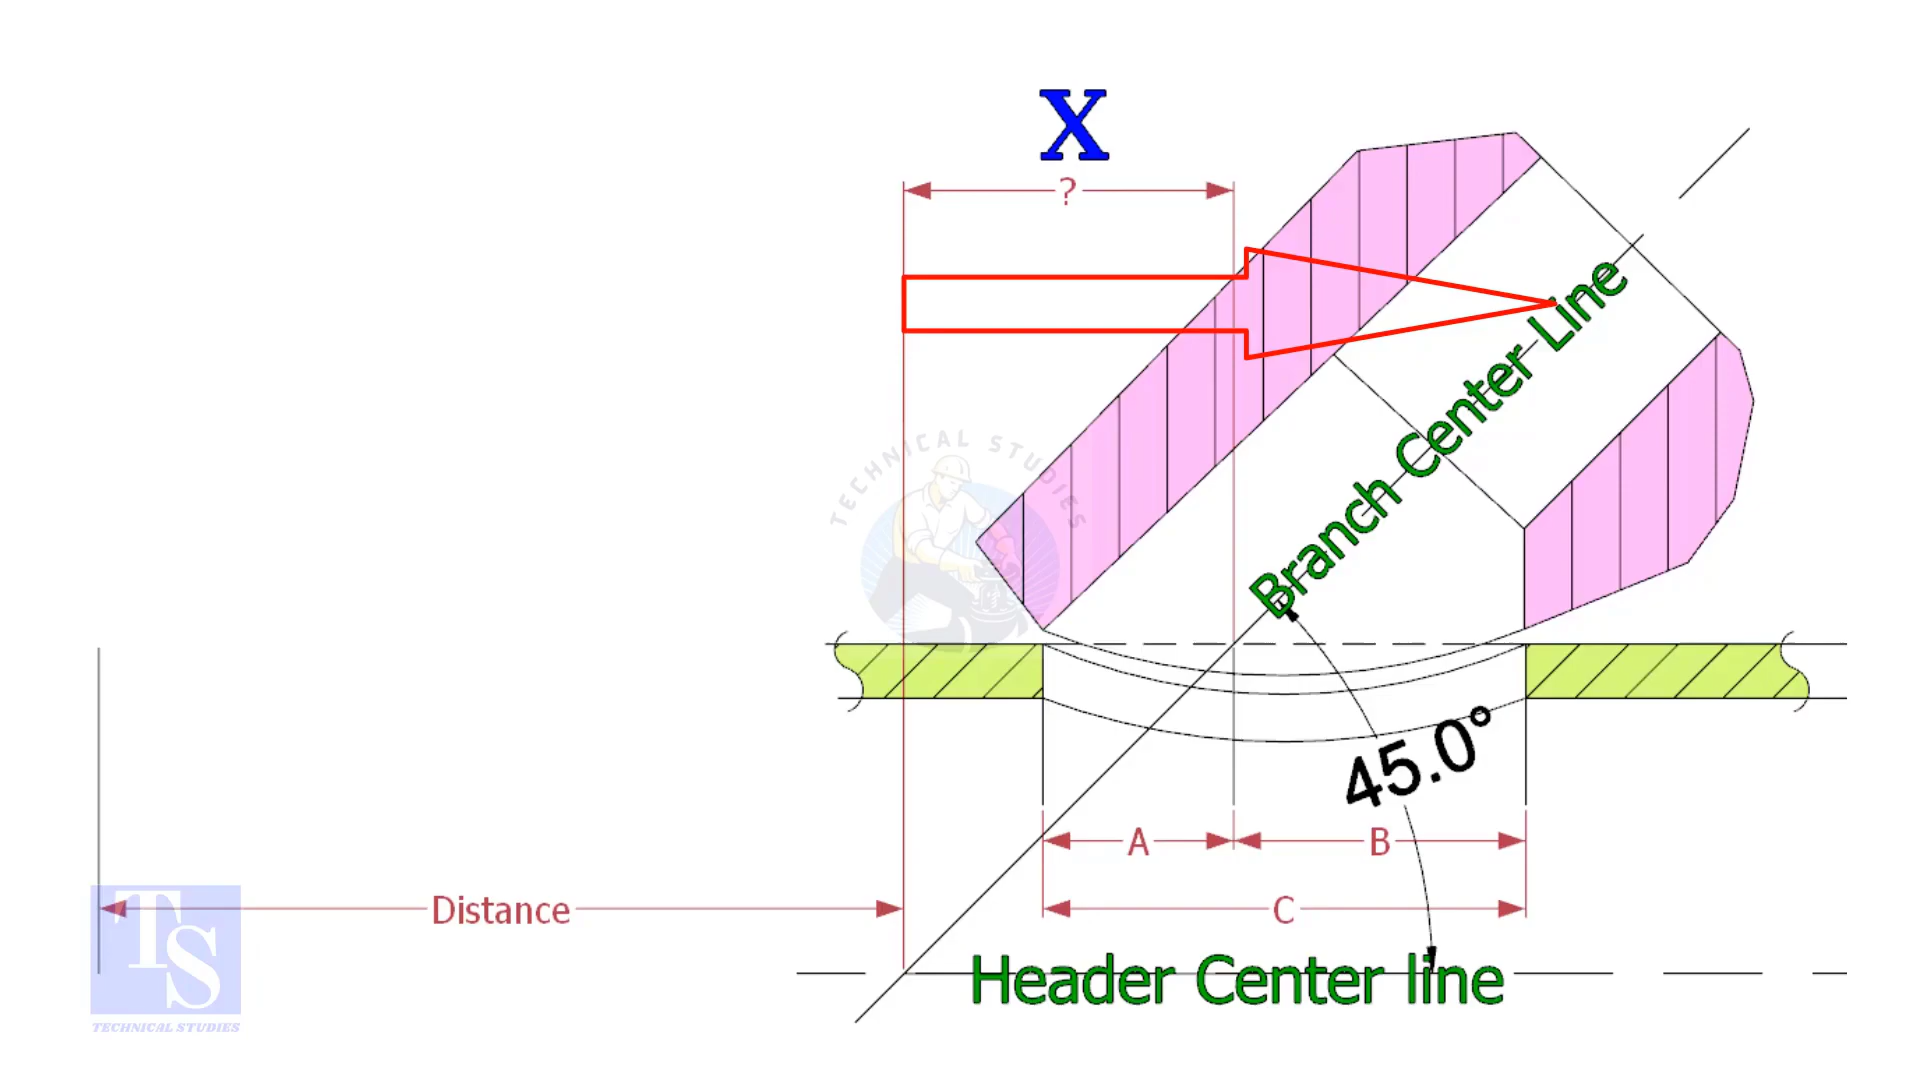 X
?
TECHNICAL STUDIES
Branch Center Line
45.0°
A
B
Distance
C
Header Center line
TS
TECHNICAL STUDIES